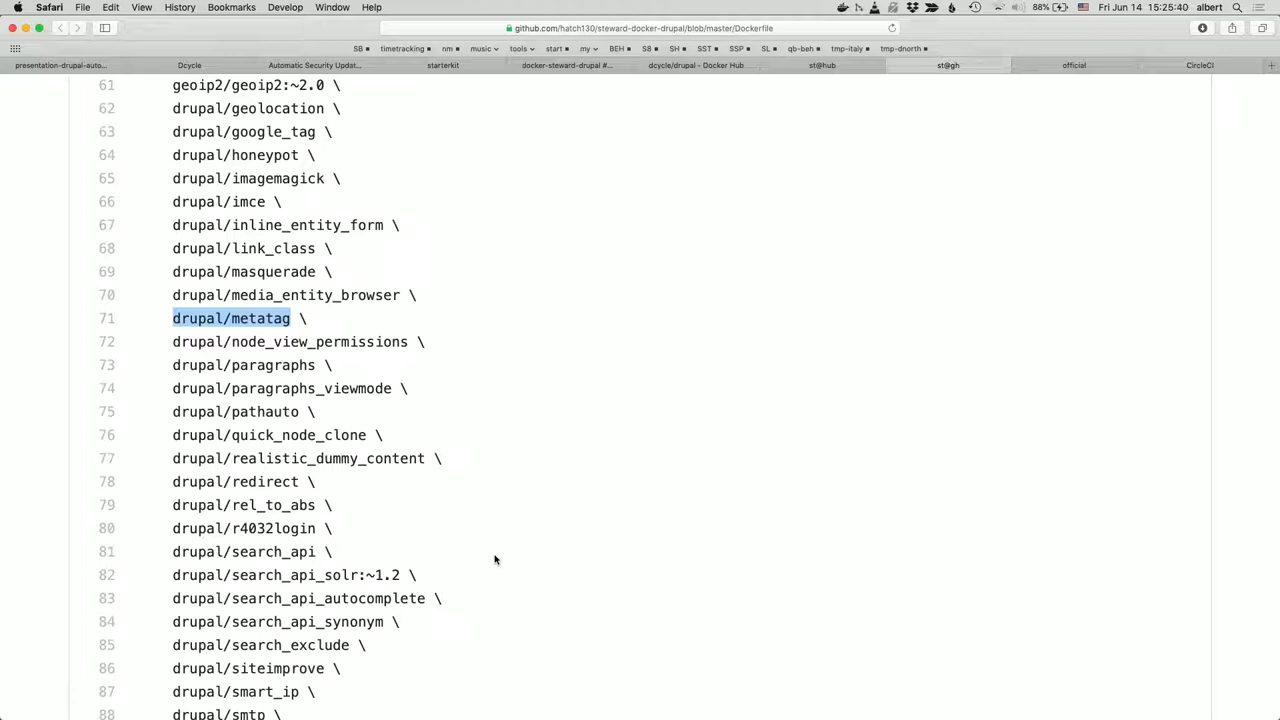 Safari File Edit View History Bookmarks Develop Window Help 88% Fri Jun 14 15:25:40 albert
github.com/hatch130/steward-docker-drupal/blob/master/Dockerfile
SB timetracking nm music tools start my BEH S8 SH SST SSP SL qb-beh tmp-italy tmp-dnorth
presentation-drupal-auto... Dcycle Automatic Security Updat... starterkit docker-steward-drupal #... dcycle/drupal - Docker Hub st@hub st@gh official CircleCI
61 geoip2/geoip2:~2.0 \
62 drupal/geolocation \
63 drupal/google_tag \
64 drupal/honeypot \
65 drupal/imagemagick \
66 drupal/imce \
67 drupal/inline_entity_form \
68 drupal/link_class \
69 drupal/masquerade \
70 drupal/media_entity_browser \
71 drupal/metatag \
72 drupal/node_view_permissions \
73 drupal/paragraphs \
74 drupal/paragraphs_viewmode \
75 drupal/pathauto \
76 drupal/quick_node_clone \
77 drupal/realistic_dummy_content \
78 drupal/redirect \
79 drupal/rel_to_abs \
80 drupal/r4032login \
81 drupal/search_api \
82 drupal/search_api_solr:~1.2 \
83 drupal/search_api_autocomplete \
84 drupal/search_api_synonym \
85 drupal/search_exclude \
86 drupal/siteimprove \
87 drupal/smart_ip \
88 drupal/smtp \